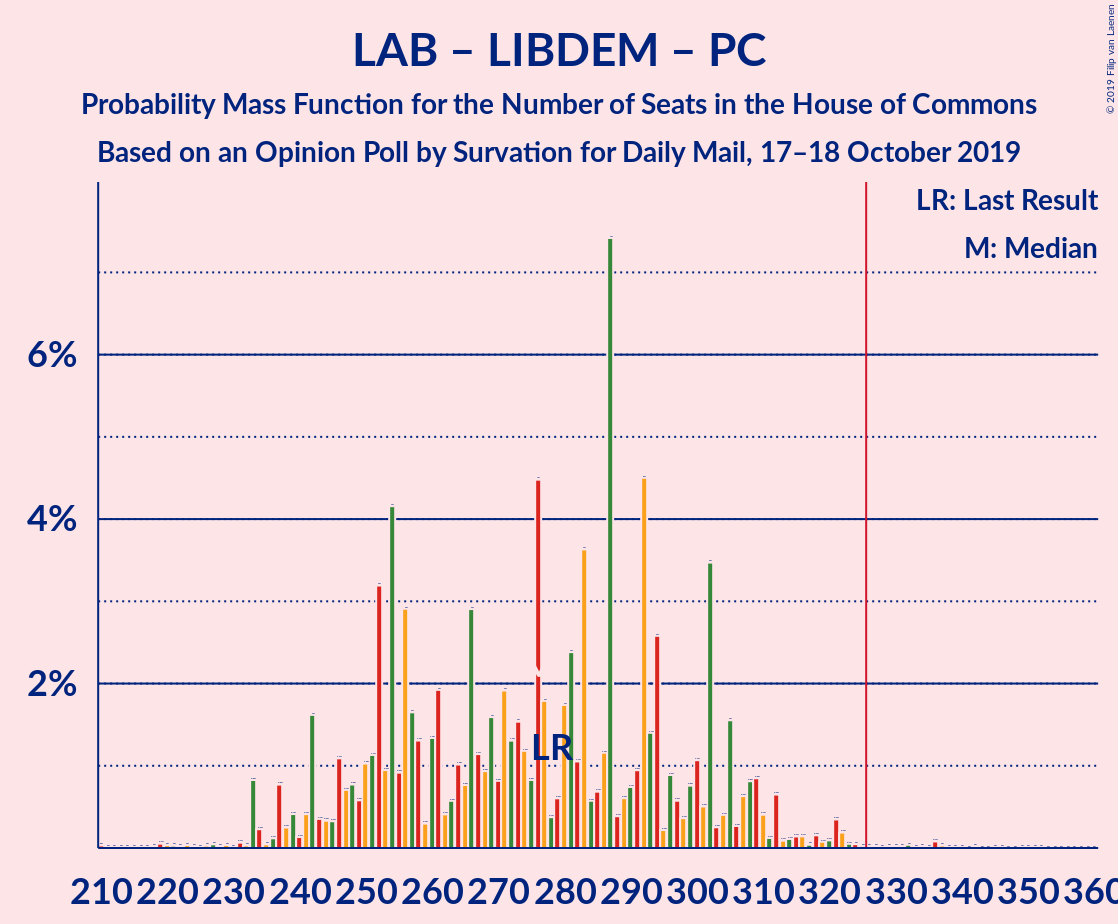 LAB – LIBDEM – PC
Probability Mass Function for the Number of Seats in the House of Commons
Based on an Opinion Poll by Survation for Daily Mail, 17–18 October 2019
© 2019 Filip van Laenen
LR: Last Result
M: Median
6%
4%
2%
LR
210 220 230 240 250 260 270 280 290 300 310 320 330 340 350 360